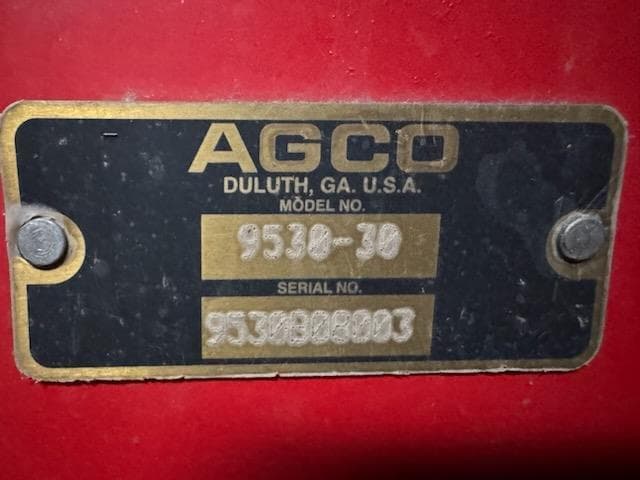 AGCO
DULUTH, GA. U.S.A.
MODEL NO.
9530-30
SERIAL NO.
9530B08003